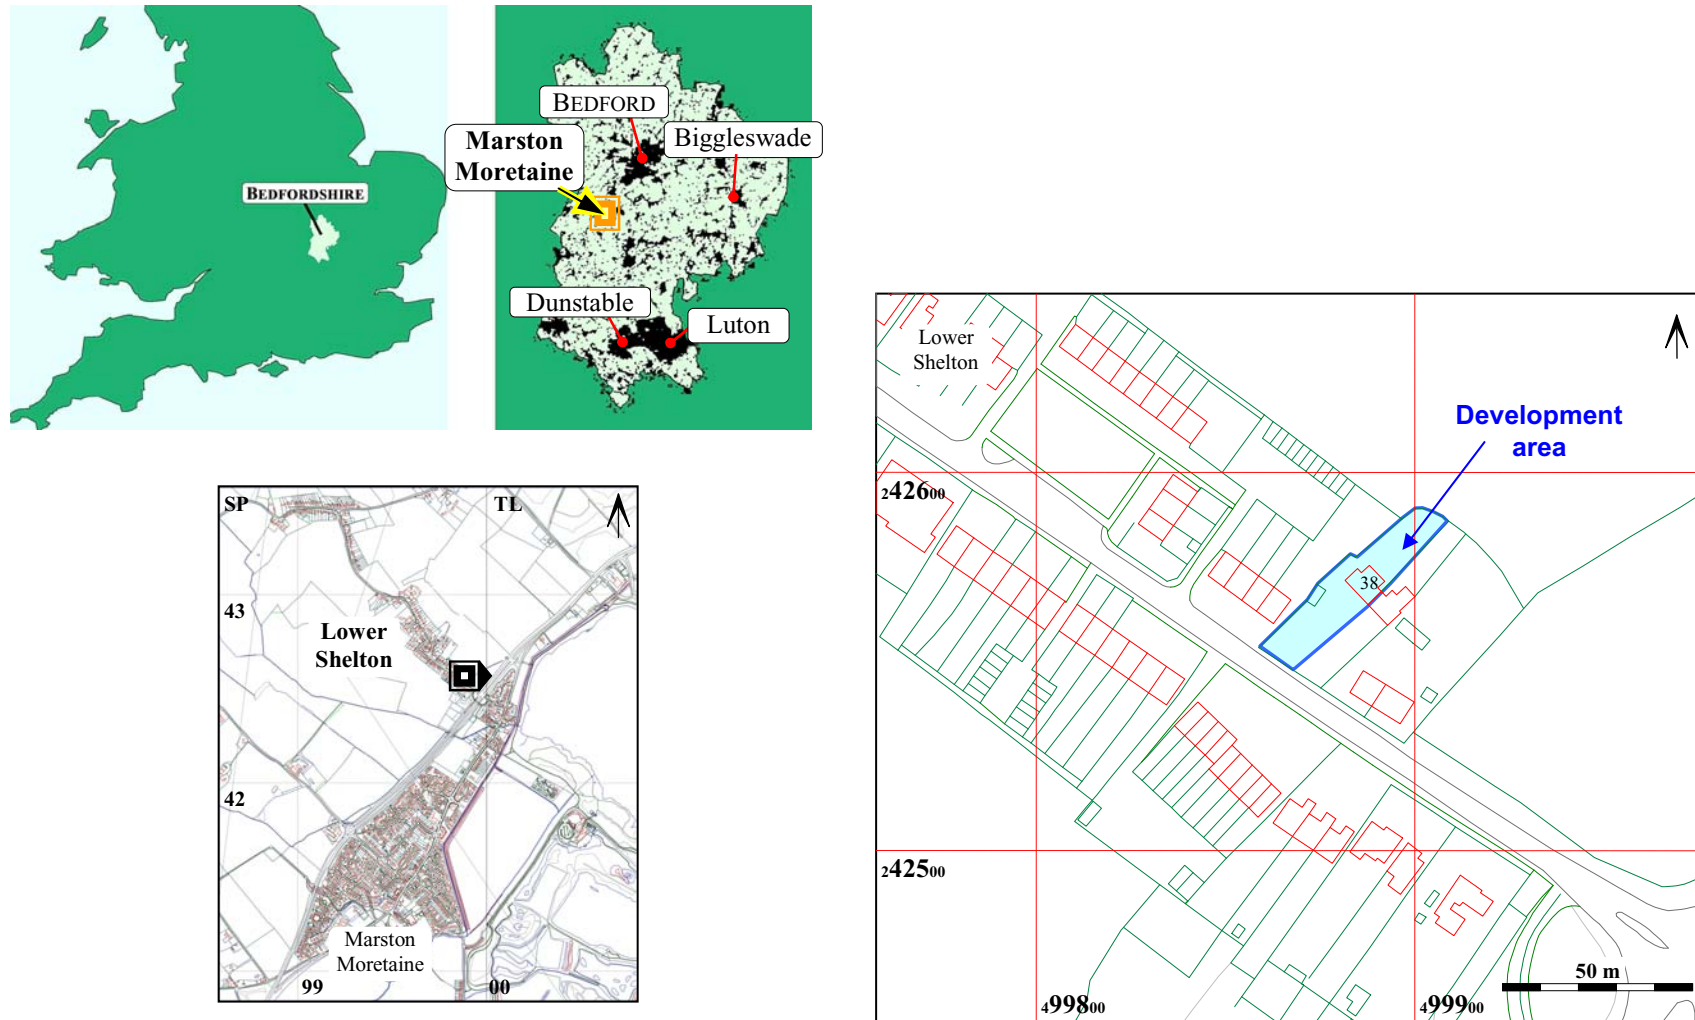 BEDFORDSHIRE
BEDFORD
Marston
Moretaine
Biggleswade
Dunstable
Luton
SP
TL
43
Lower
Shelton
42
Marston
Moretaine
99
00
Lower
Shelton
Development
area
242600
38
242500
50 m
499800
499900